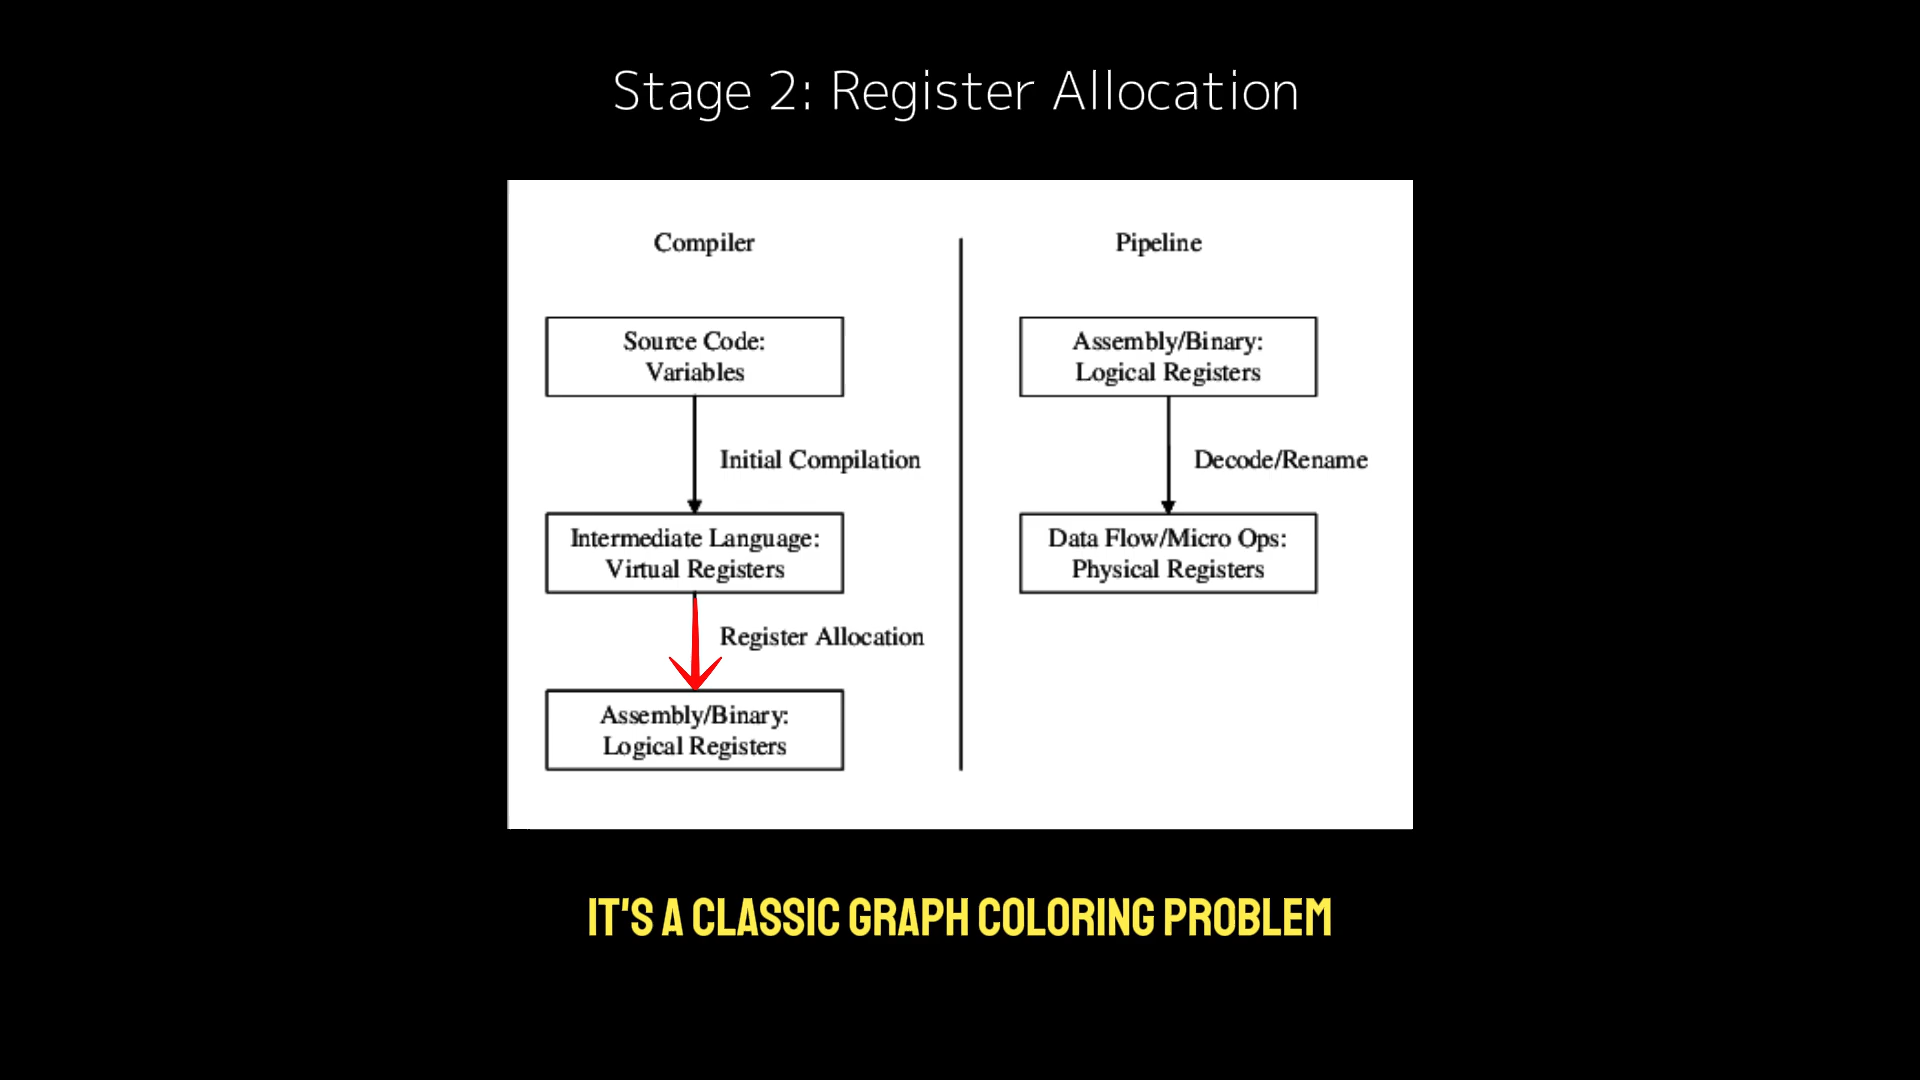 Stage 2: Register Allocation
Compiler
Source Code:
Variables
Initial Compilation
Intermediate Language:
Virtual Registers
Register Allocation
Assembly/Binary:
Logical Registers
Pipeline
Assembly/Binary:
Logical Registers
Decode/Rename
Data Flow/Micro Ops:
Physical Registers
IT'S A CLASSIC GRAPH COLORING PROBLEM